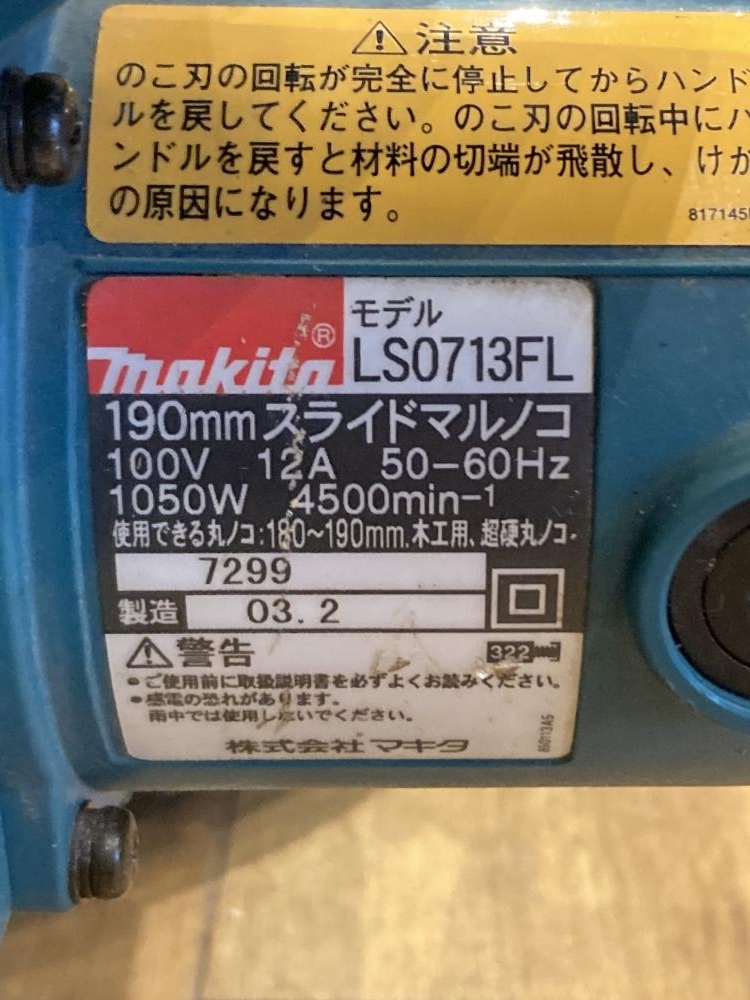 注意
のこ刃の回転が完全に停止してからハンド
ルを戻してください。のこ刃の回転中にハ
ンドルを戻すと材料の切端が飛散し、けが
の原因になります。
817145
makita®
モデル
LS0713FL
190mmスライドマルノコ
100V 12A 50-60Hz
1050W 4500min-1
使用できる丸ノコ:180~190mm.木工用、超硬丸ノコ.
7299
製造 03.2
警告
322
•ご使用前に取扱説明書を必ずよくお読みください。
•感電の恐れがあります。
雨中では使用しないでください。
株式会社マキタ
850113A5